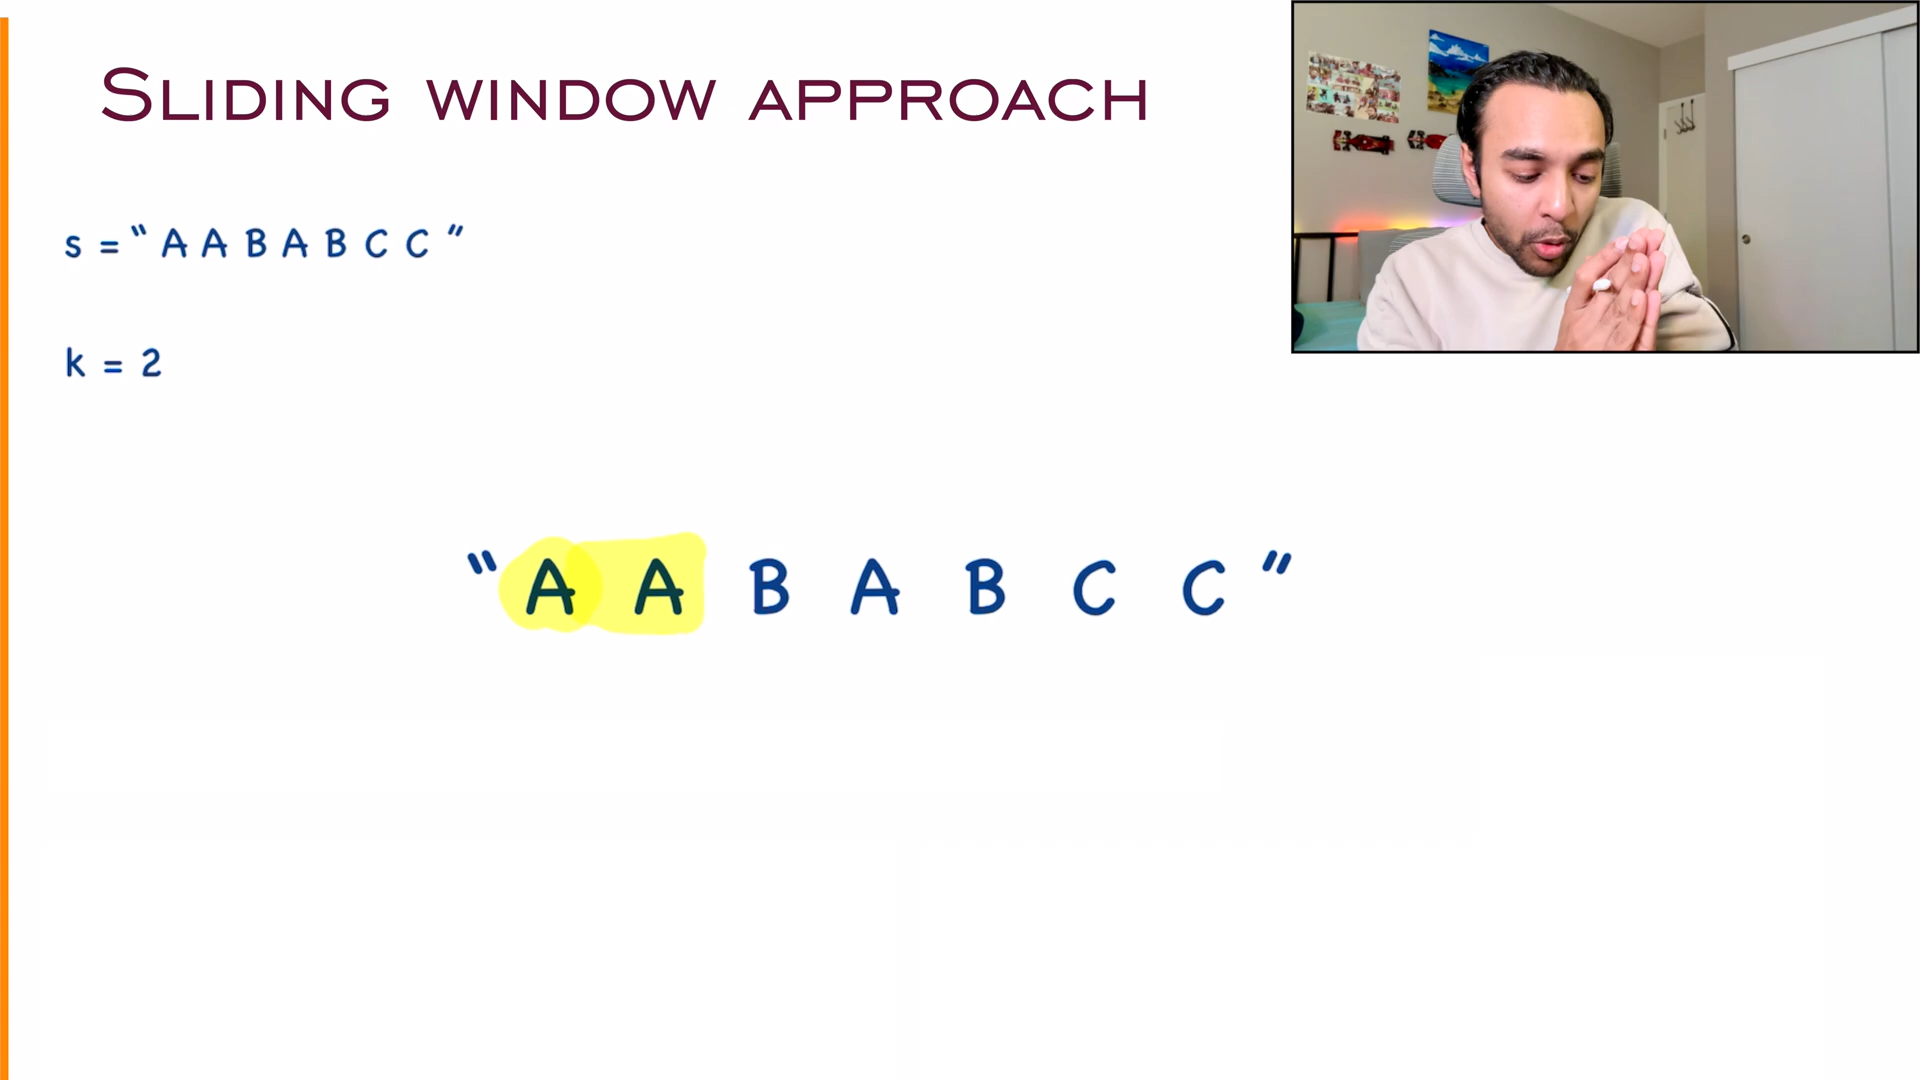 SLIDING WINDOW APPROACH
s = “ A A B A B C C ”
k = 2
“ A A B A B C C ”